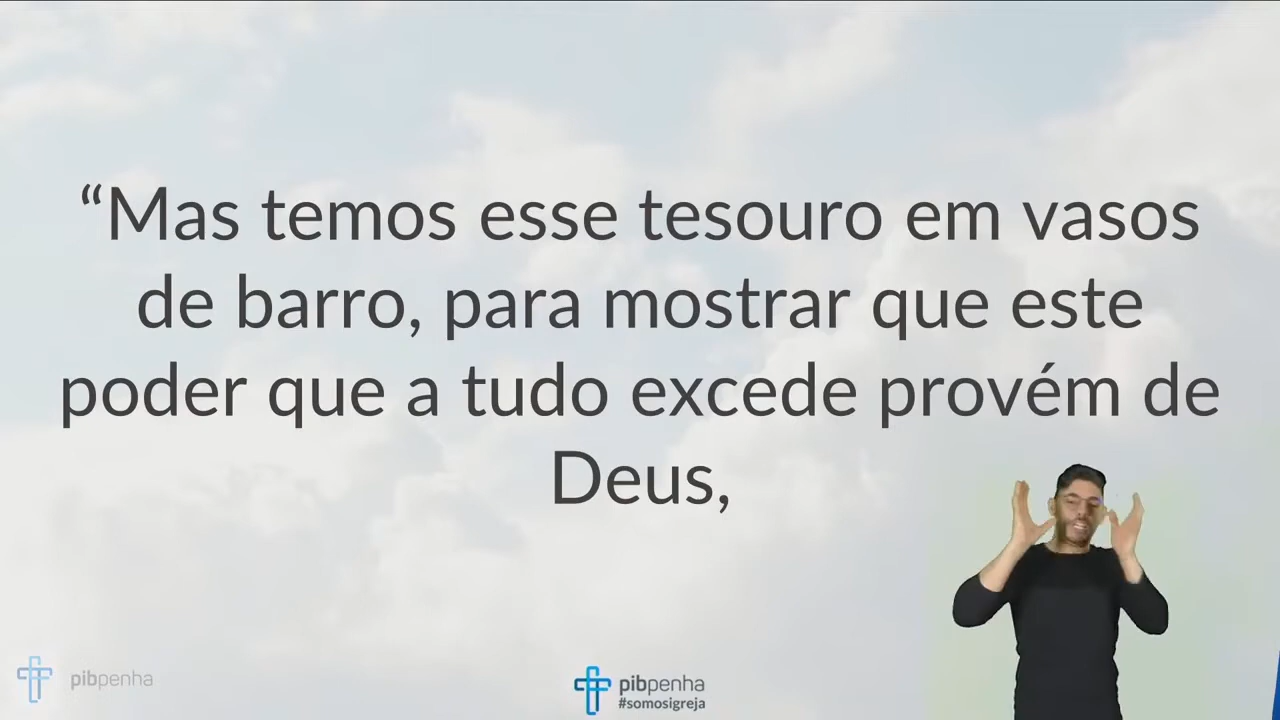 “Mas temos esse tesouro em vasos
de barro, para mostrar que este
poder que a tudo excede provém de
Deus,
pibpenha
pibpenha
#somosigreja